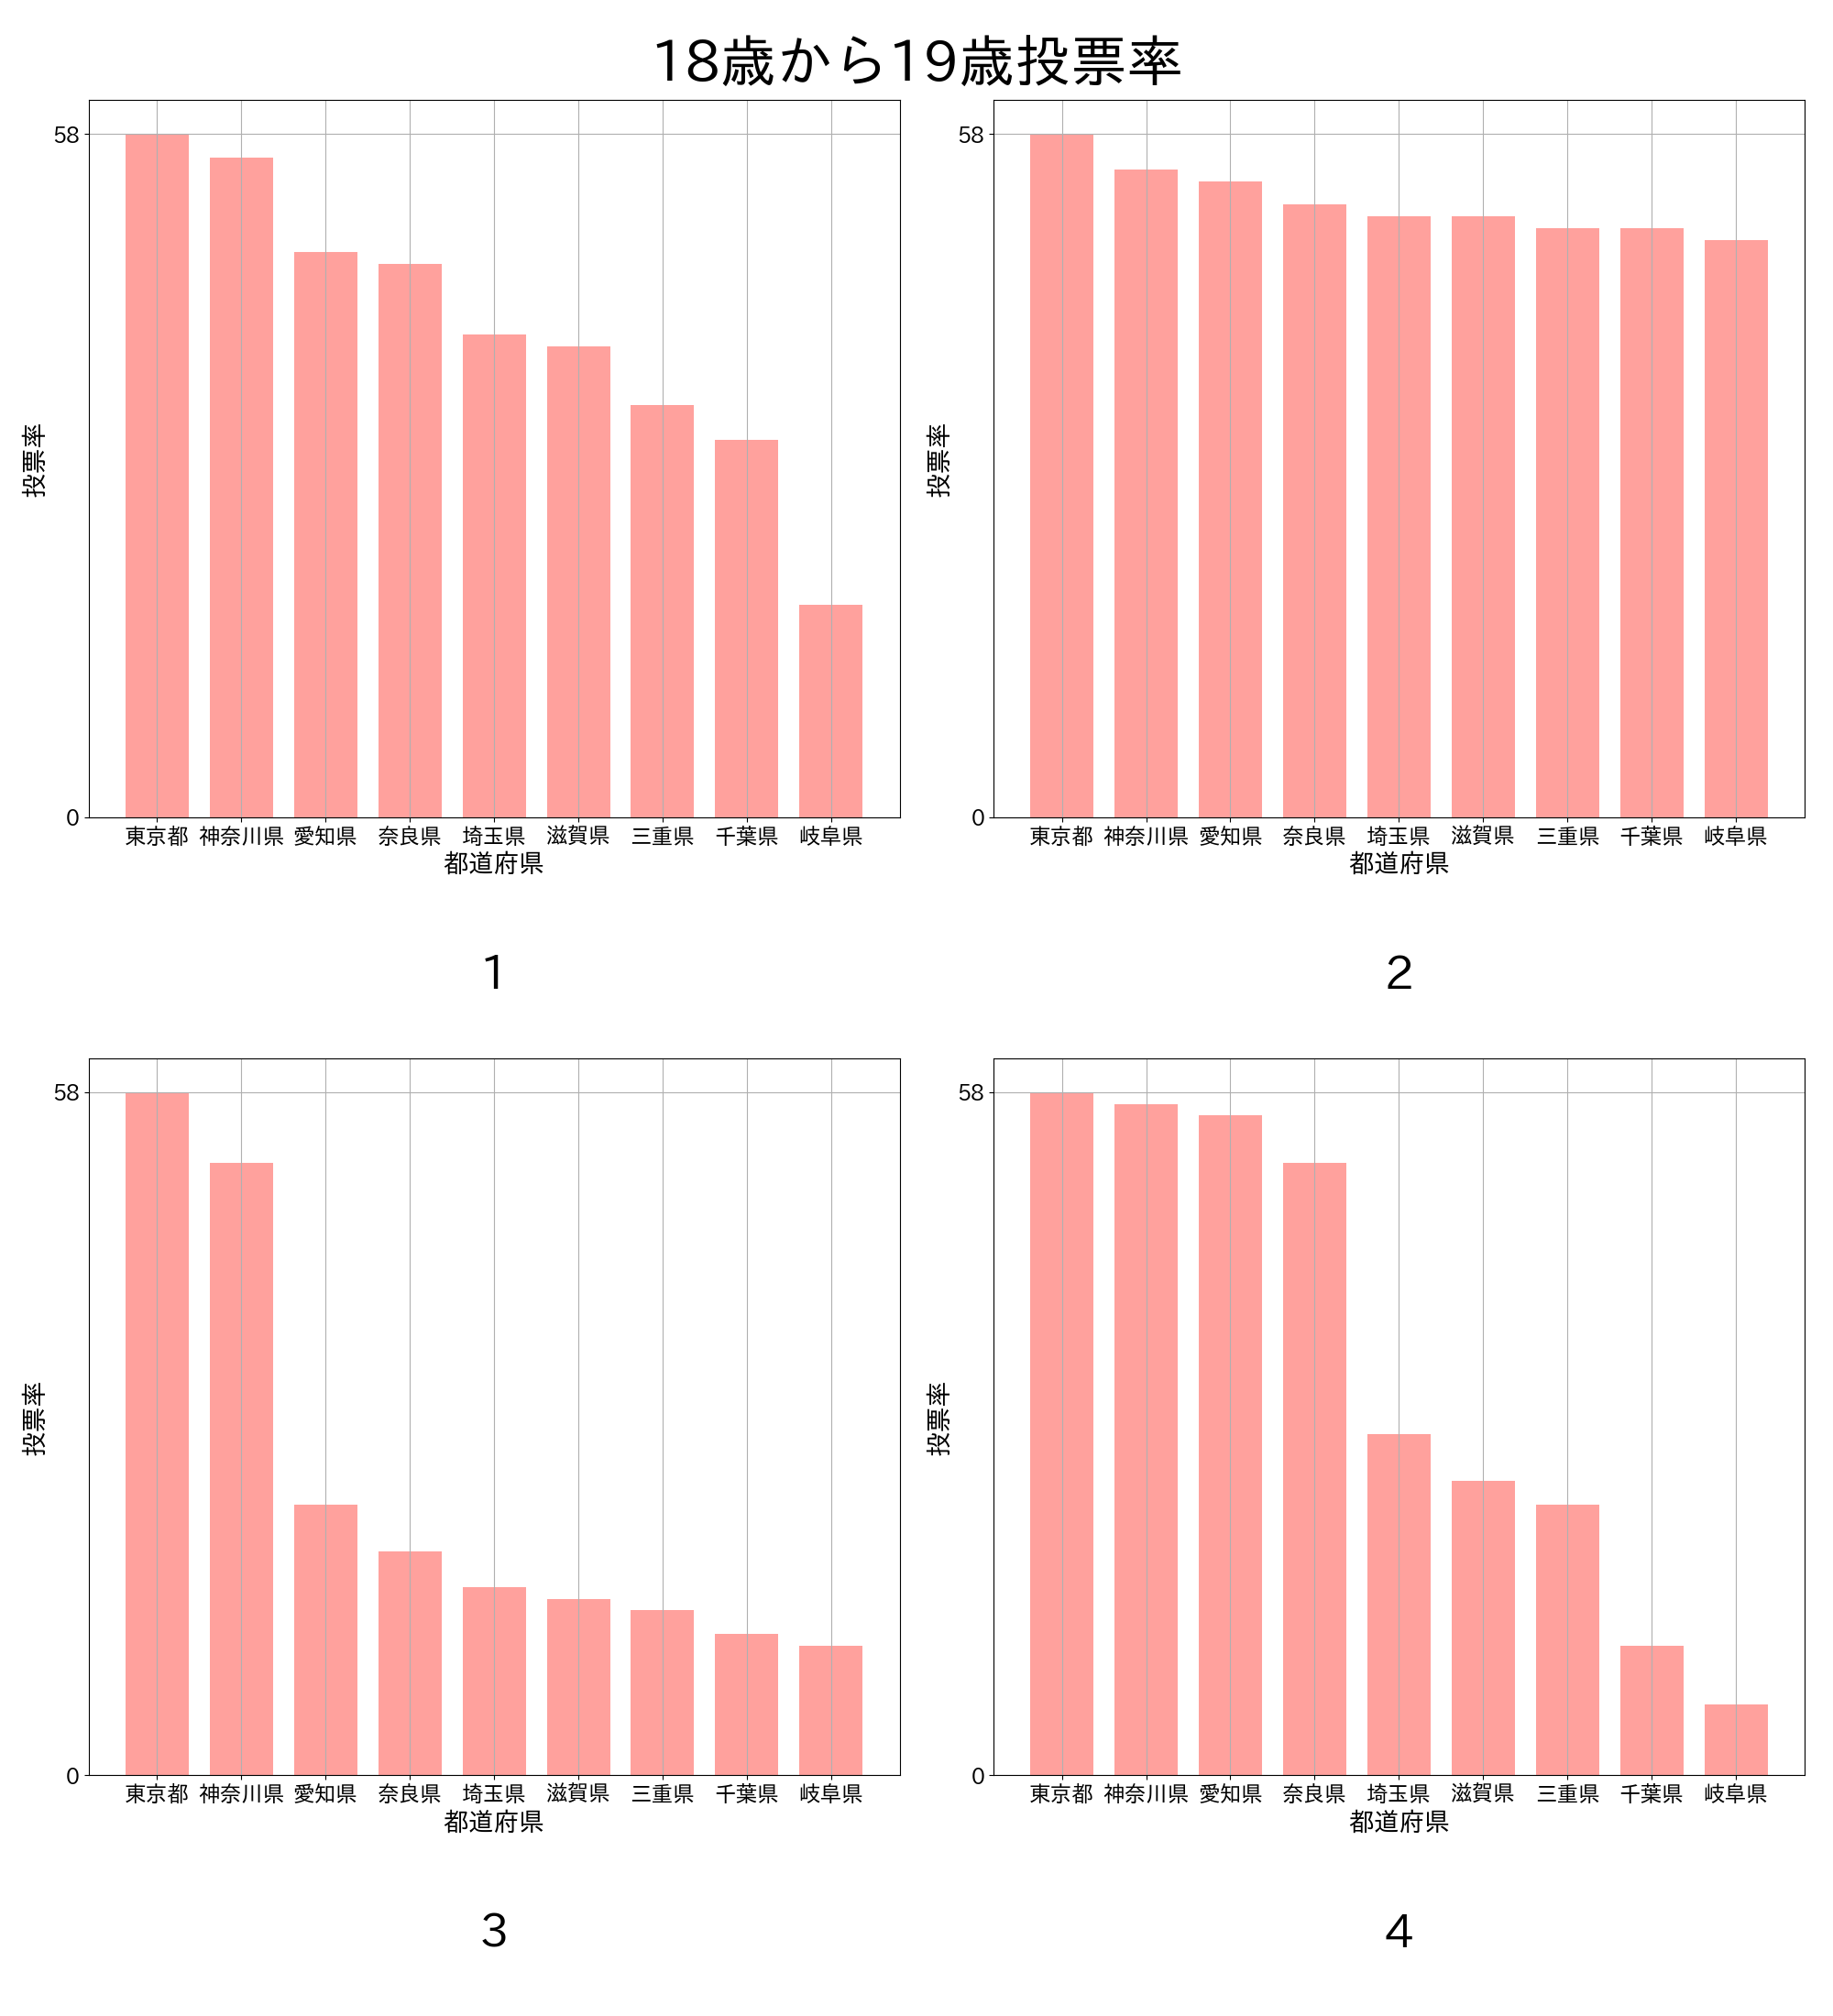 18歳から19歳投票率
58
0
投票率
東京都 神奈川県 愛知県 奈良県 埼玉県 滋賀県 三重県 千葉県 岐阜県
都道府県
1
58
0
投票率
東京都 神奈川県 愛知県 奈良県 埼玉県 滋賀県 三重県 千葉県 岐阜県
都道府県
2
58
0
投票率
東京都 神奈川県 愛知県 奈良県 埼玉県 滋賀県 三重県 千葉県 岐阜県
都道府県
3
58
0
投票率
東京都 神奈川県 愛知県 奈良県 埼玉県 滋賀県 三重県 千葉県 岐阜県
都道府県
4